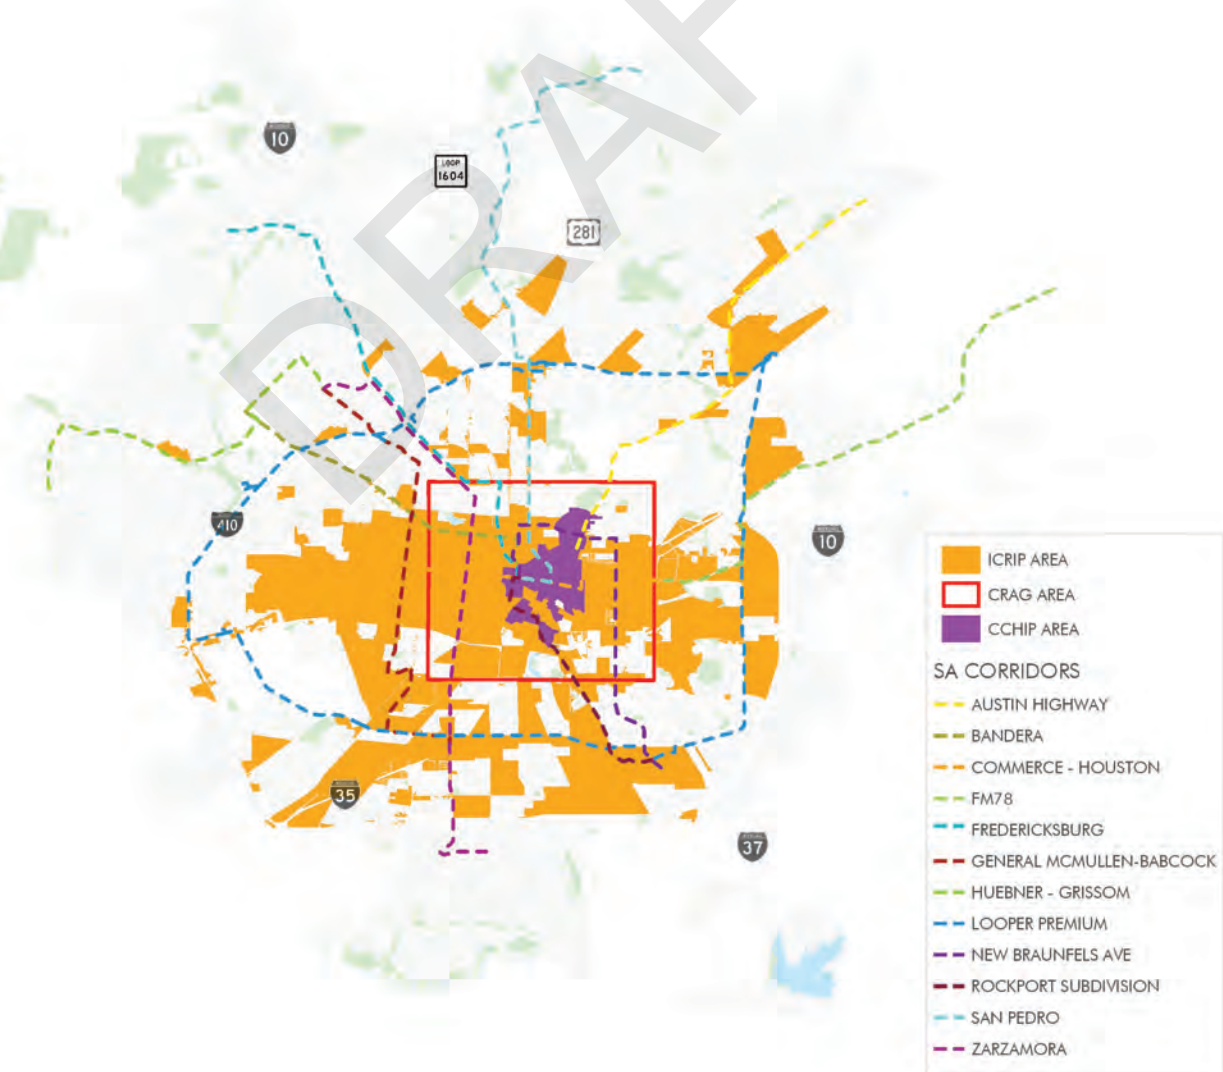 DRAF
10
LOOP
1604
281
410
10
35
37
ICRIP AREA
CRAG AREA
CCHIP AREA
SA CORRIDORS
AUSTIN HIGHWAY
BANDERA
COMMERCE - HOUSTON
FM78
FREDERICKSBURG
GENERAL MCMULLEN-BABCOCK
HUEBNER - GRISSOM
LOOPER PREMIUM
NEW BRAUNFELS AVE
ROCKPORT SUBDIVISION
SAN PEDRO
ZARZAMORA